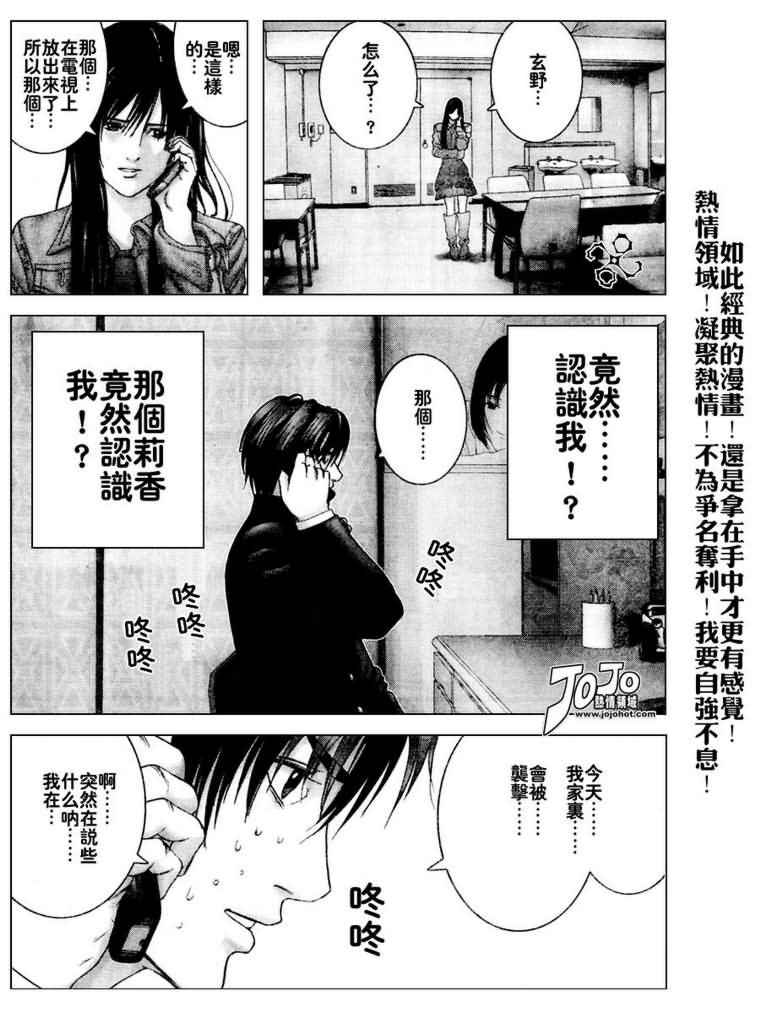 玄野⋯
怎么了⋯⋯？
嗯⋯
是這樣
的⋯
那個⋯
在電視上
放出來了⋯
所以那個⋯
竟然⋯⋯
認識我！？
那個⋯⋯
那個莉香
竟然認識
我！？
咚咚
咚咚
咚咚
JOJO
熱情領域
www.jojohot.com
今天⋯⋯
我家裏⋯⋯
會被⋯⋯
襲擊⋯⋯
啊⋯⋯
突然在説些
什么呐⋯⋯
我在⋯
咚咚
如此經典的漫畫！還是拿在手中才更有感覺！
熱情領域！凝聚熱情！不為爭名奪利！我要自強不息！